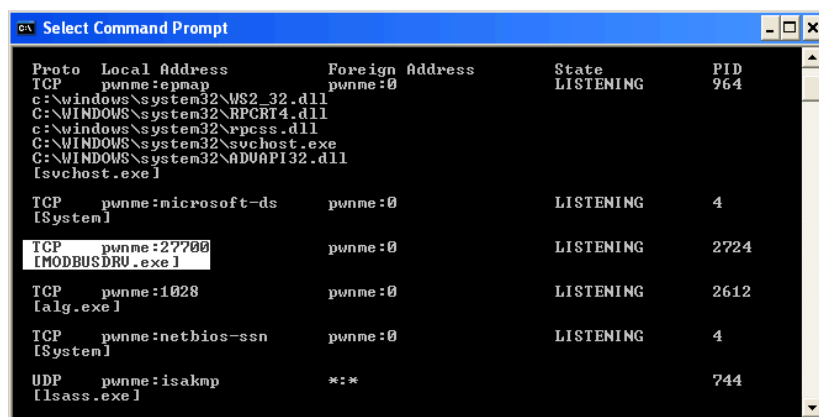 Select Command Prompt
Proto Local Address Foreign Address State PID
TCP pwnme:epmap pwnme:0 LISTENING 964
c:\windows\system32\WS2_32.dll
C:\WINDOWS\system32\RPCRT4.dll
c:\windows\system32\rpcss.dll
C:\WINDOWS\system32\svchost.exe
C:\WINDOWS\system32\ADVAPI32.dll
[svchost.exe]
TCP pwnme:microsoft-ds pwnme:0 LISTENING 4
[System]
TCP pwnme:27700 pwnme:0 LISTENING 2724
[MODBUSDRV.exe]
TCP pwnme:1028 pwnme:0 LISTENING 2612
[alg.exe]
TCP pwnme:netbios-ssn pwnme:0 LISTENING 4
[System]
UDP pwnme:isakmp *:* 744
[lsass.exe]